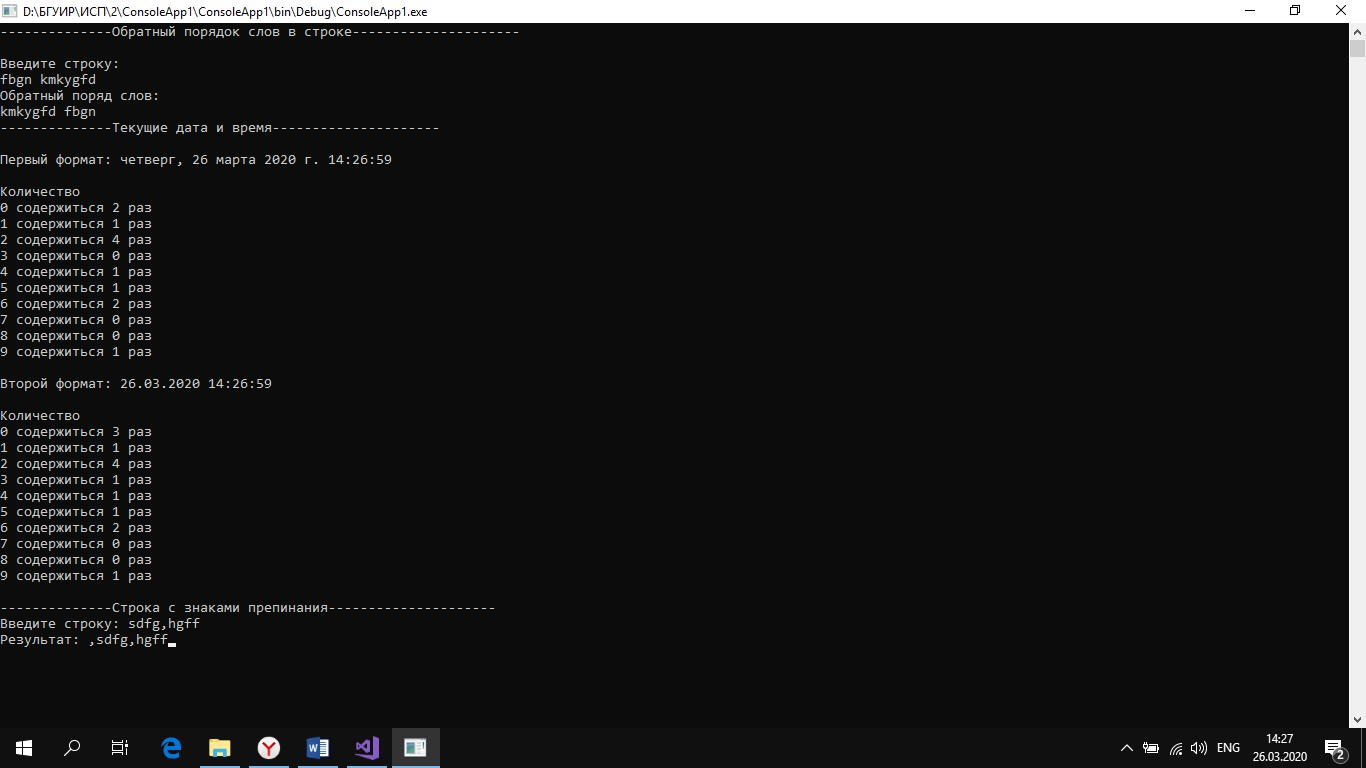 D:\БГУИР\ИСП\2\ConsoleApp1\ConsoleApp1\bin\Debug\ConsoleApp1.exe
--------------Обратный порядок слов в строке---------------------
Введите строку:
fbgn kmkygfd
Обратный поряд слов:
kmkygfd fbgn
--------------Текущие дата и время---------------------
Первый формат: четверг, 26 марта 2020 г. 14:26:59
Количество
0 содержиться 2 раз
1 содержиться 1 раз
2 содержиться 4 раз
3 содержиться 0 раз
4 содержиться 1 раз
5 содержиться 1 раз
6 содержиться 2 раз
7 содержиться 0 раз
8 содержиться 0 раз
9 содержиться 1 раз
Второй формат: 26.03.2020 14:26:59
Количество
0 содержиться 3 раз
1 содержиться 1 раз
2 содержиться 4 раз
3 содержиться 1 раз
4 содержиться 1 раз
5 содержиться 1 раз
6 содержиться 2 раз
7 содержиться 0 раз
8 содержиться 0 раз
9 содержиться 1 раз
--------------Строка с знаками препинания---------------------
Введите строку: sdfg,hgff
Результат: ,sdfg,hgff
ENG
14:27
26.03.2020
2